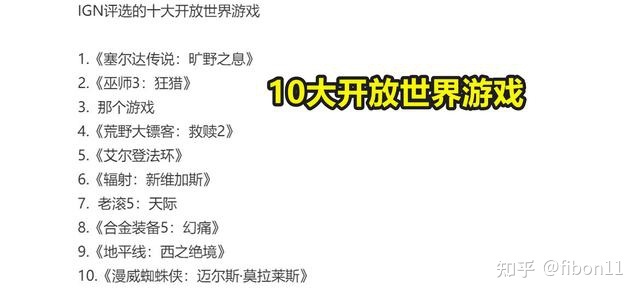 IGN评选的十大开放世界游戏
1.《塞尔达传说：旷野之息》
2.《巫师3：狂猎》
10大开放世界游戏
3. 那个游戏
4.《荒野大镖客：救赎2》
5.《艾尔登法环》
6.《辐射：新维加斯》
7. 老滚5：天际
8.《合金装备5：幻痛》
9.《地平线：西之绝境》
10.《漫威蜘蛛侠：迈尔斯·莫拉莱斯》
知乎 @fibon11